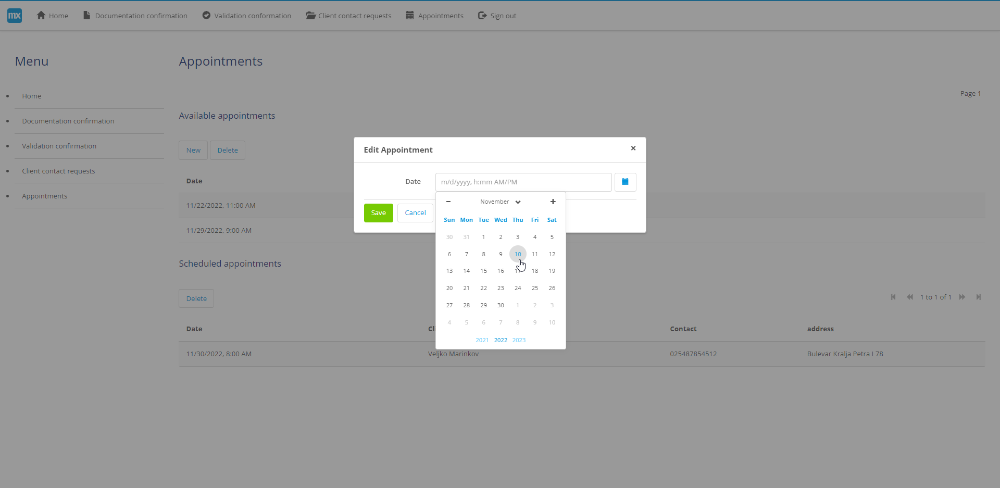 mx Home Documentation confirmation Validation conformation Client contact requests Appointments Sign out
Menu
Home
Documentation confirmation
Validation confirmation
Client contact requests
Appointments
Appointments
Page 1
Available appointments
New Delete
Date
11/22/2022, 11:00 AM
11/29/2022, 9:00 AM
Scheduled appointments
Delete
1 to 1 of 1
Date Contact address
11/30/2022, 8:00 AM Veljko Marinkov 025487854512 Bulevar Kralja Petra I 78
Edit Appointment ×
Date m/d/yyyy, h:mm AM/PM
Save Cancel
− November +
Sun Mon Tue Wed Thu Fri Sat
30 31 1 2 3 4 5
6 7 8 9 10 11 12
13 14 15 16 17 18 19
20 21 22 23 24 25 26
27 28 29 30 1 2 3
4 5 6 7 8 9 10
2021 2022 2023